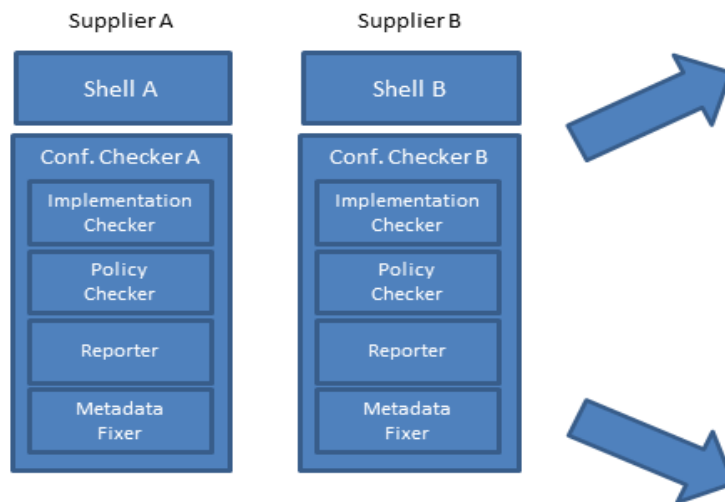 Supplier A
Supplier B
Shell A
Shell B
Conf. Checker A
Conf. Checker B
Implementation
Checker
Implementation
Checker
Policy
Checker
Policy
Checker
Reporter
Reporter
Metadata
Fixer
Metadata
Fixer